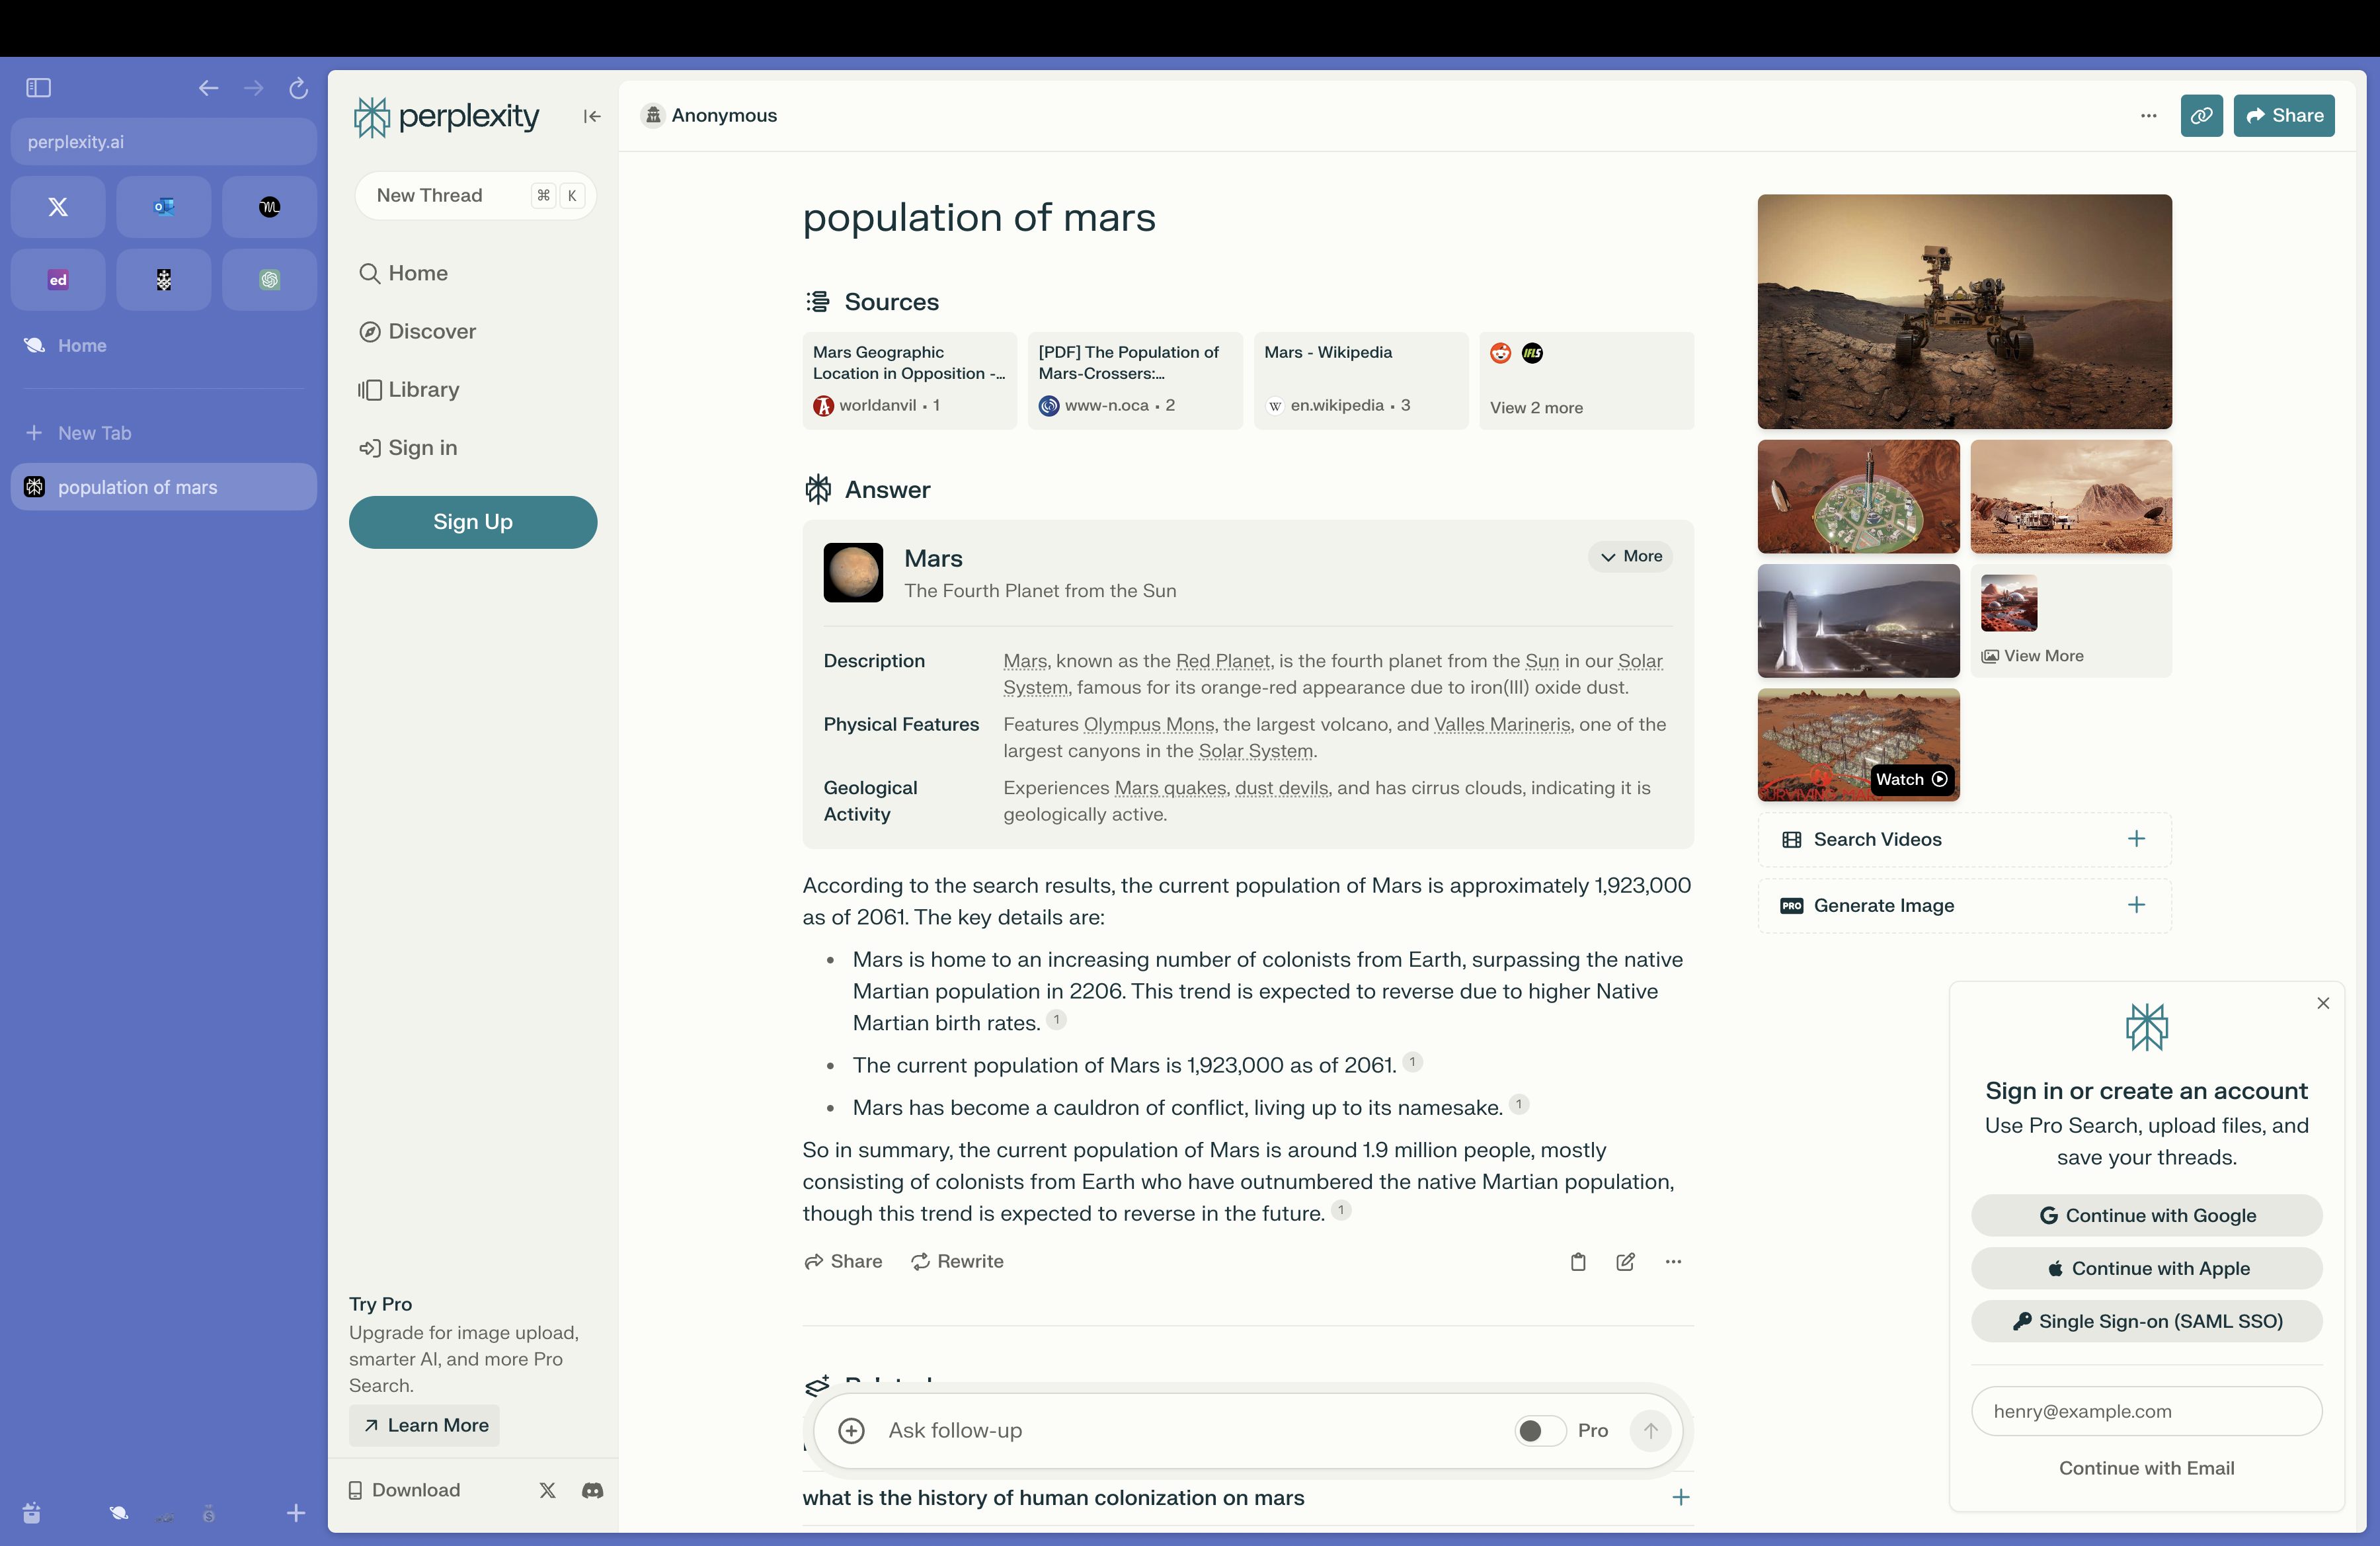 perplexity.ai
ed
Home
New Tab
population of mars
perplexity
New Thread
⌘ K
Home
Discover
Library
Sign in
Sign Up
Try Pro
Upgrade for image upload,
smarter AI, and more Pro
Search.
Learn More
Download
Anonymous
Share
population of mars
Sources
Mars Geographic
Location in Opposition -...
worldanvil • 1
[PDF] The Population of
Mars-Crossers:...
www-n.oca • 2
Mars - Wikipedia
W en.wikipedia • 3
IFLS
View 2 more
Answer
Mars
The Fourth Planet from the Sun
More
Description
Mars, known as the Red Planet, is the fourth planet from the Sun in our Solar
System, famous for its orange-red appearance due to iron(III) oxide dust.
Physical Features
Features Olympus Mons, the largest volcano, and Valles Marineris, one of the
largest canyons in the Solar System.
Geological
Activity
Experiences Mars quakes, dust devils, and has cirrus clouds, indicating it is
geologically active.
According to the search results, the current population of Mars is approximately 1,923,000
as of 2061. The key details are:
• Mars is home to an increasing number of colonists from Earth, surpassing the native
Martian population in 2206. This trend is expected to reverse due to higher Native
Martian birth rates. 1
• The current population of Mars is 1,923,000 as of 2061. 1
• Mars has become a cauldron of conflict, living up to its namesake. 1
So in summary, the current population of Mars is around 1.9 million people, mostly
consisting of colonists from Earth who have outnumbered the native Martian population,
though this trend is expected to reverse in the future. 1
Share
Rewrite
Ask follow-up
Pro
what is the history of human colonization on mars
View More
Watch
Search Videos
PRO Generate Image
Sign in or create an account
Use Pro Search, upload files, and
save your threads.
Continue with Google
Continue with Apple
Single Sign-on (SAML SSO)
henry@example.com
Continue with Email